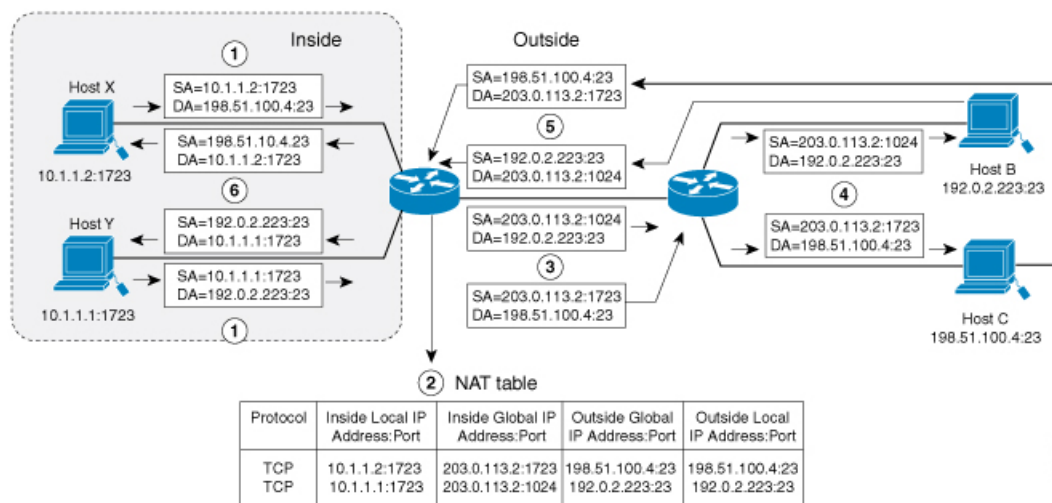 Inside
Outside
1
Host X
SA=10.1.1.2:1723
DA=198.51.100.4:23
SA=198.51.10.4.23
DA=10.1.1.2:1723
10.1.1.2:1723
6
Host Y
SA=192.0.2.223:23
DA=10.1.1.1:1723
SA=10.1.1.1:1723
DA=192.0.2.223:23
10.1.1.1:1723
1
SA=198.51.100.4:23
DA=203.0.113.2:1723
5
SA=192.0.2.223:23
DA=203.0.113.2:1024
SA=203.0.113.2:1024
DA=192.0.2.223:23
3
SA=203.0.113.2:1723
DA=198.51.100.4:23
SA=203.0.113.2:1024
DA=192.0.2.223:23
4
SA=203.0.113.2:1723
DA=198.51.100.4:23
Host B
192.0.2.223:23
Host C
198.51.100.4:23
2 NAT table
Protocol Inside Local IP Inside Global IP Outside Global Outside Local
Address:Port Address:Port IP Address:Port IP Address:Port
TCP 10.1.1.2:1723 203.0.113.2:1723 198.51.100.4:23 198.51.100.4:23
TCP 10.1.1.1:1723 203.0.113.2:1024 192.0.2.223:23 192.0.2.223:23